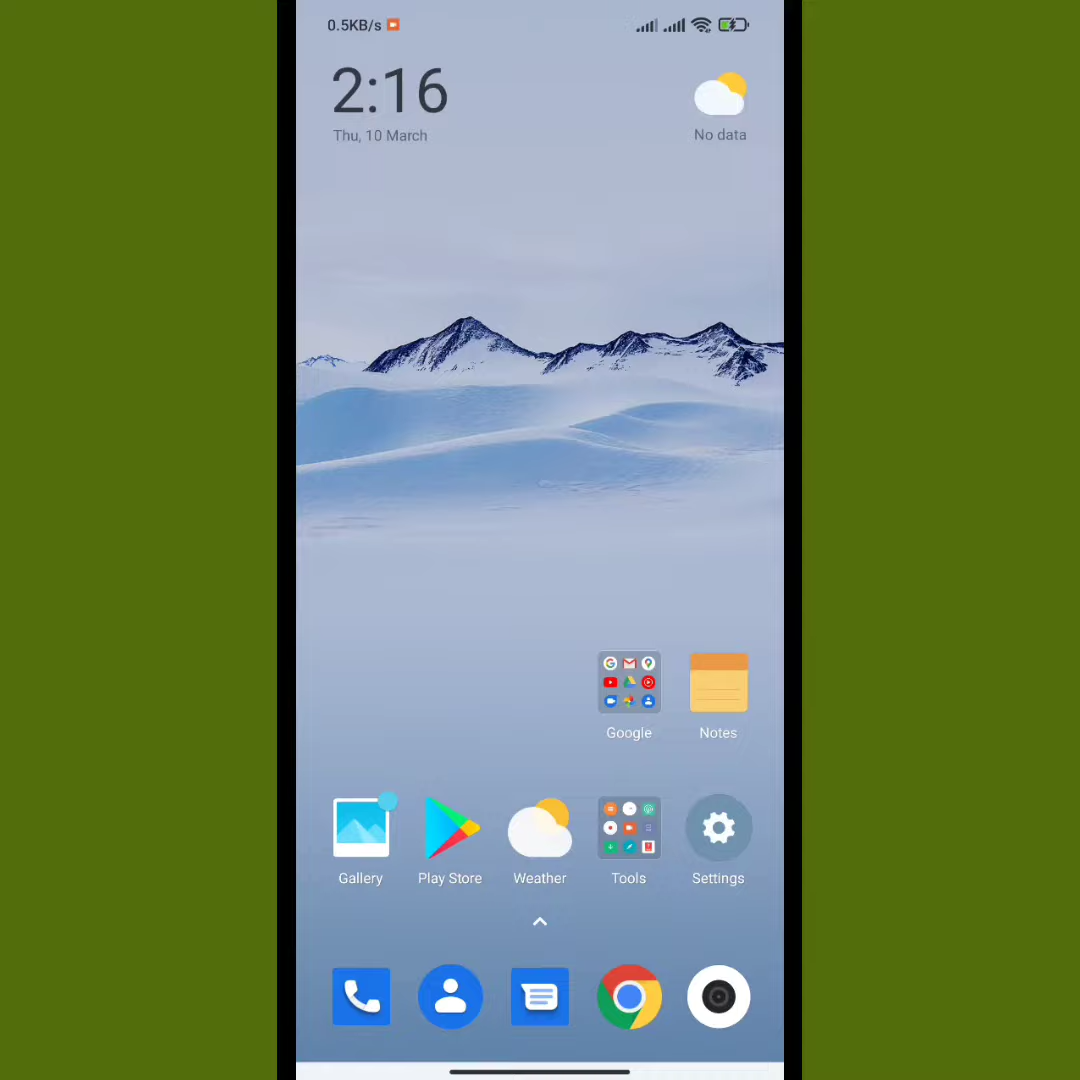 0.5KB/s
2:16
Thu, 10 March
No data
Google
Notes
Gallery
Play Store
Weather
Tools
Settings